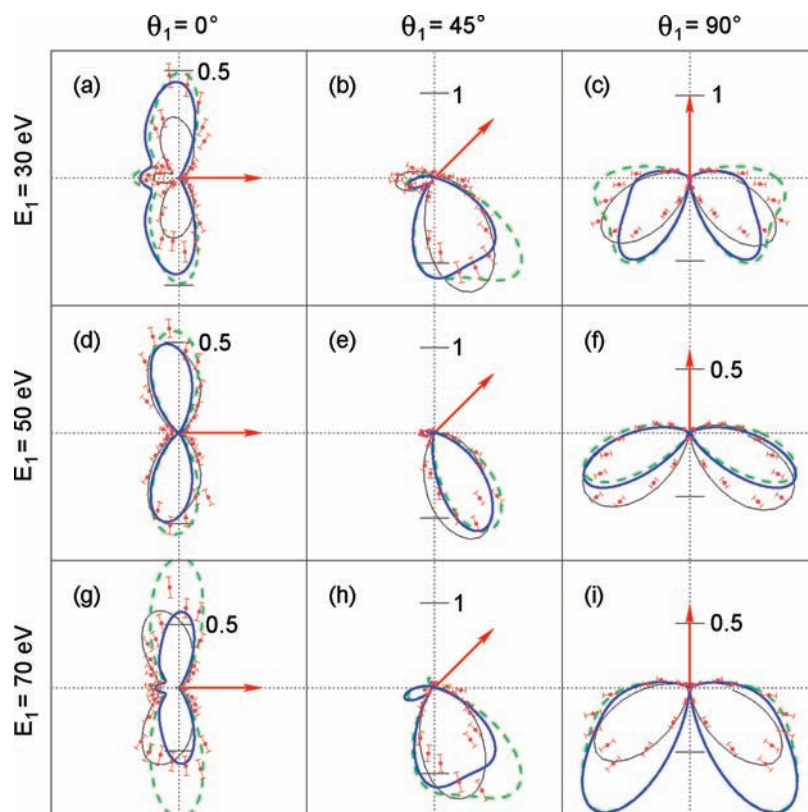 θ₁ = 0° θ₁ = 45° θ₁ = 90°
E₁ = 30 eV
(a) 0.5 (b) 1 (c) 1
E₁ = 50 eV
(d) 0.5 (e) 1 (f) 0.5
E₁ = 70 eV
(g) 0.5 (h) 1 (i) 0.5